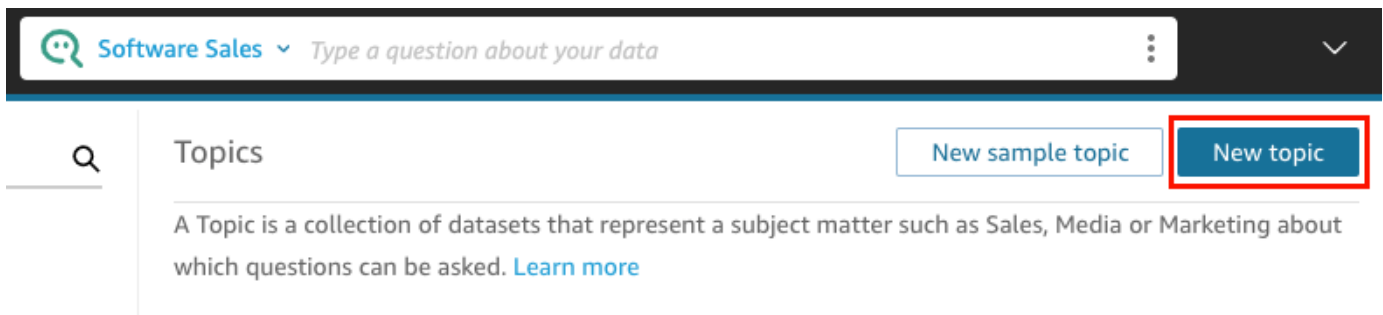 Software Sales Type a question about your data
Topics New sample topic New topic
A Topic is a collection of datasets that represent a subject matter such as Sales, Media or Marketing about
which questions can be asked. Learn more